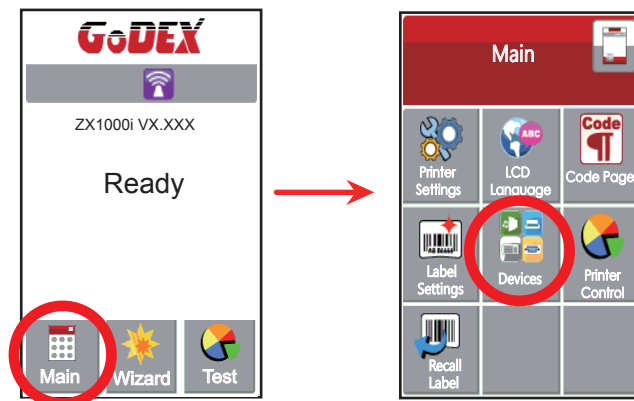 GoDEX
ZX1000i VX.XXX
Ready
Main Wizard Test
Main
Printer
Settings
LCD
Language
ABC
Code
Code Page
Label
Settings
Devices
Printer
Control
Recall
Label